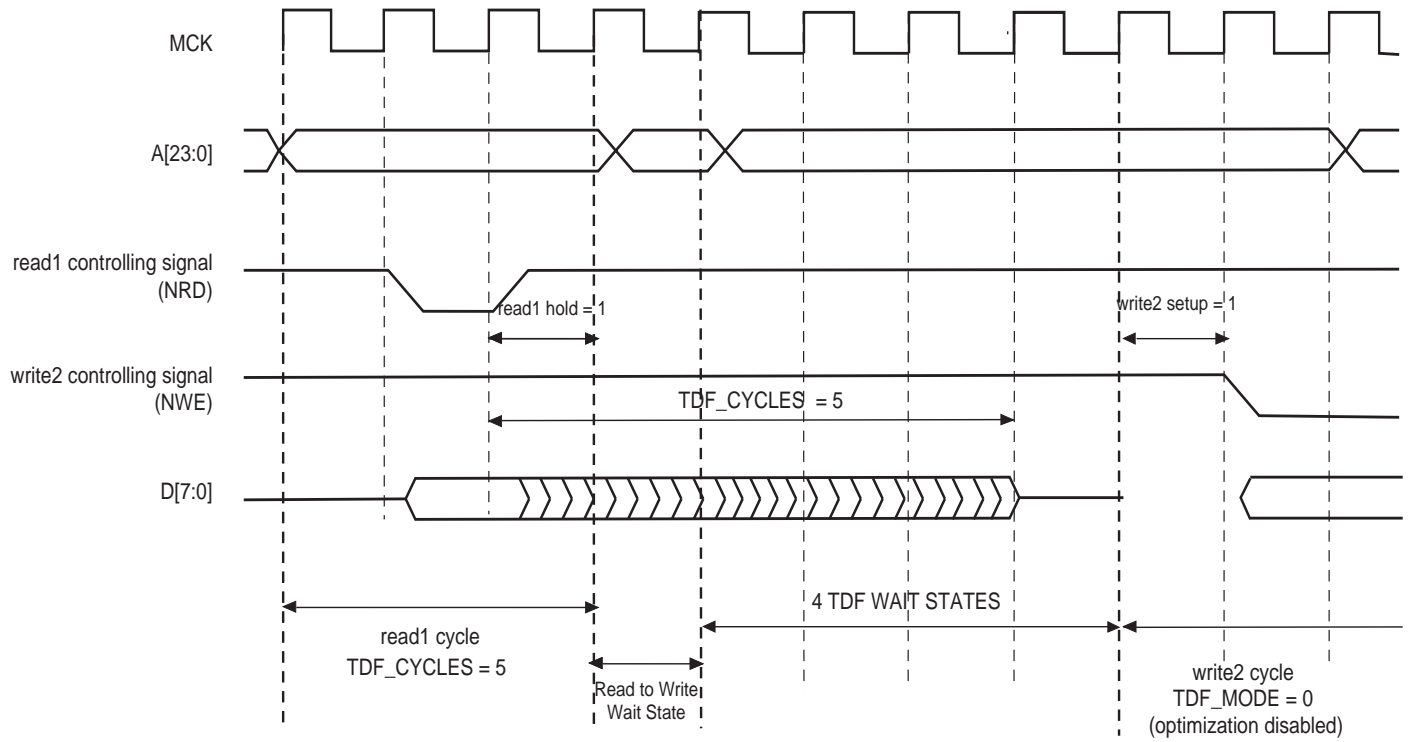 MCK
A[23:0]
read1 controlling signal
(NRD)
read1 hold = 1
write2 setup = 1
write2 controlling signal
(NWE)
TDF_CYCLES = 5
D[7:0]
4 TDF WAIT STATES
read1 cycle
TDF_CYCLES = 5
Read to Write
Wait State
write2 cycle
TDF_MODE = 0
(optimization disabled)